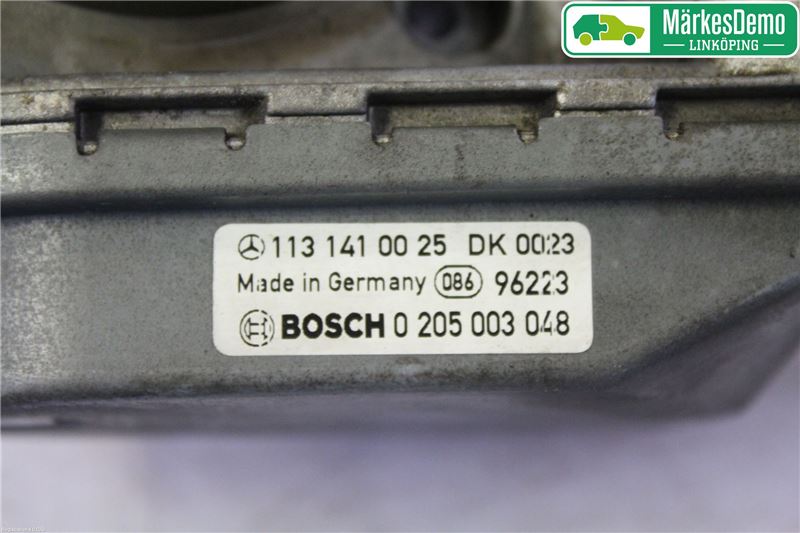 MärkesDemo
LINKÖPING
113 141 00 25 DK 0023
Made in Germany 086 96223
BOSCH 0 205 003 048